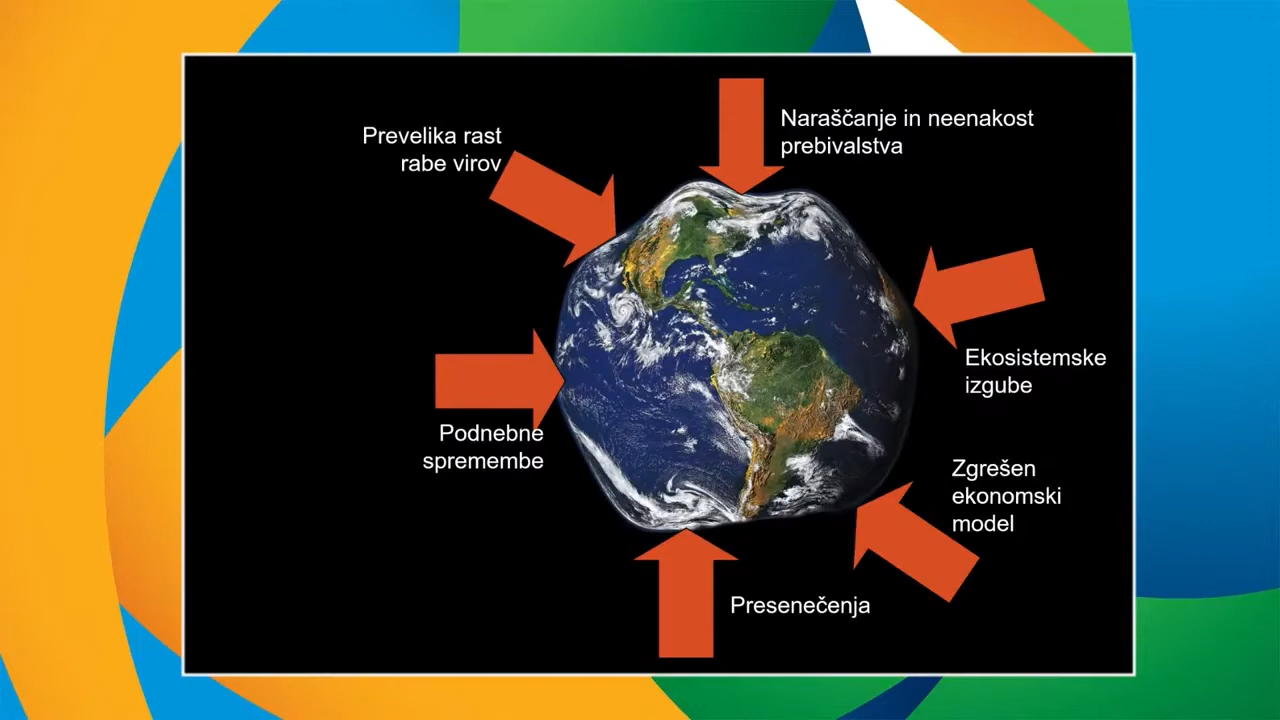 Prevelika rast
rabe virov
Naraščanje in neenakost
prebivalstva
Ekosistemske
izgube
Podnebne
spremembe
Zgrešen
ekonomski
model
Presenečenja